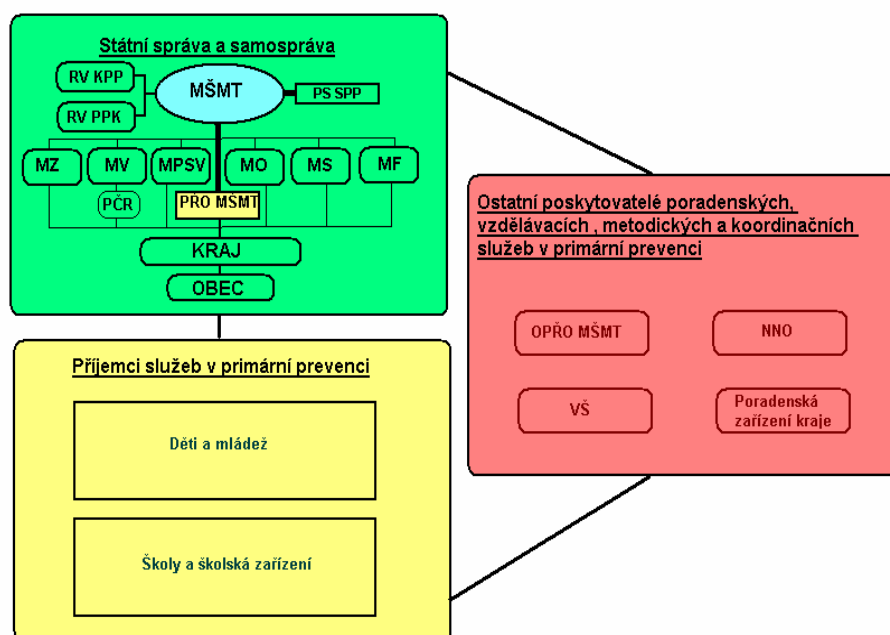 Státní správa a samospráva
RV KPP
MŠMT
PS SPP
RV PPK
MZ
MV
MPSV
MO
MS
MF
PČR
PŘO MŠMT
KRAJ
OBEC
Ostatní poskytovatelé poradenských,
vzdělávacích , metodických a koordinačních
služeb v primární prevenci
OPŘO MŠMT
NNO
VŠ
Poradenská
zařízení kraje
Příjemci služeb v primární prevenci
Děti a mládež
Školy a školská zařízení